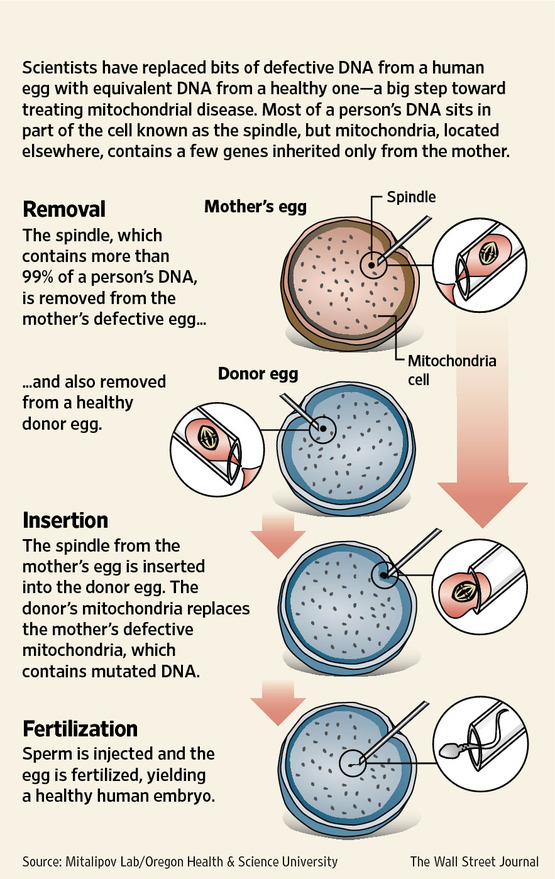 Scientists have replaced bits of defective DNA from a human
egg with equivalent DNA from a healthy one—a big step toward
treating mitochondrial disease. Most of a person's DNA sits in
part of the cell known as the spindle, but mitochondria, located
elsewhere, contains a few genes inherited only from the mother.
Removal
The spindle, which
contains more than
99% of a person's DNA,
is removed from the
mother's defective egg...
Mother's egg
Spindle
Mitochondria
cell
...and also removed
from a healthy
donor egg.
Donor egg
Insertion
The spindle from the
mother's egg is inserted
into the donor egg. The
donor's mitochondria replaces
the mother's defective
mitochondria, which
contains mutated DNA.
Fertilization
Sperm is injected and the
egg is fertilized, yielding
a healthy human embryo.
Source: Mitalipov Lab/Oregon Health & Science University
The Wall Street Journal